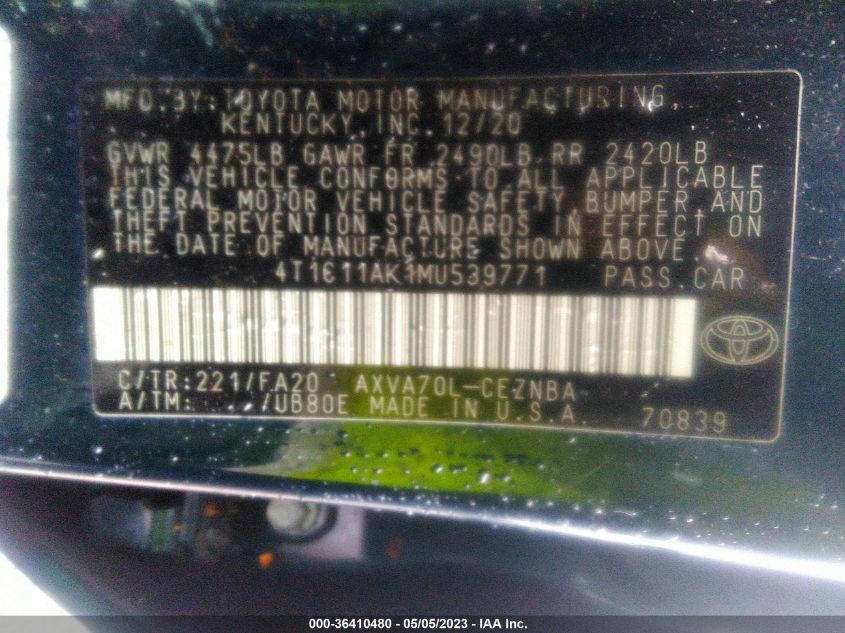 MFD.BY:TOYOTA MOTOR MANUFACTURING,
KENTUCKY, INC. 12/20
GVWR 4475LB GAWR FR 2490LB RR 2420LB
THIS VEHICLE CONFORMS TO ALL APPLICABLE
FEDERAL MOTOR VEHICLE SAFETY, BUMPER AND
THEFT PREVENTION STANDARDS IN EFFECT ON
THE DATE OF MANUFACTURE SHOWN ABOVE.
4T1C11AK1MU539771 PASS.CAR
C/TR:221/FA20 AXVA70L-CEZNBA
A/TM: /UB80E MADE IN U.S.A. 70839
000-36410480 - 05/05/2023 - IAA Inc.